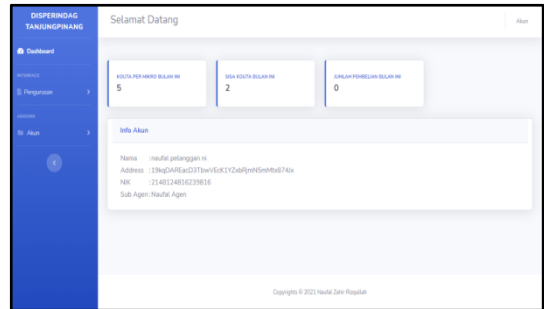 DISPERINDAG
TANJUNGPINANG
Selamat Datang
Akun
Dashboard
INTERFACE
Pengurusan
ADDONS
Akun
KOUTA PER MIKRO BULAN INI
5
SISA KOUTA BULAN INI
2
JUMLAH PEMBELIAN BULAN INI
0
Info Akun
Nama :naufal pelanggan ni
Address :
NIK :2148124816239816
Sub Agen: Naufal Agen
Copyrights © 2021 Naufal Zahir Rizqullah